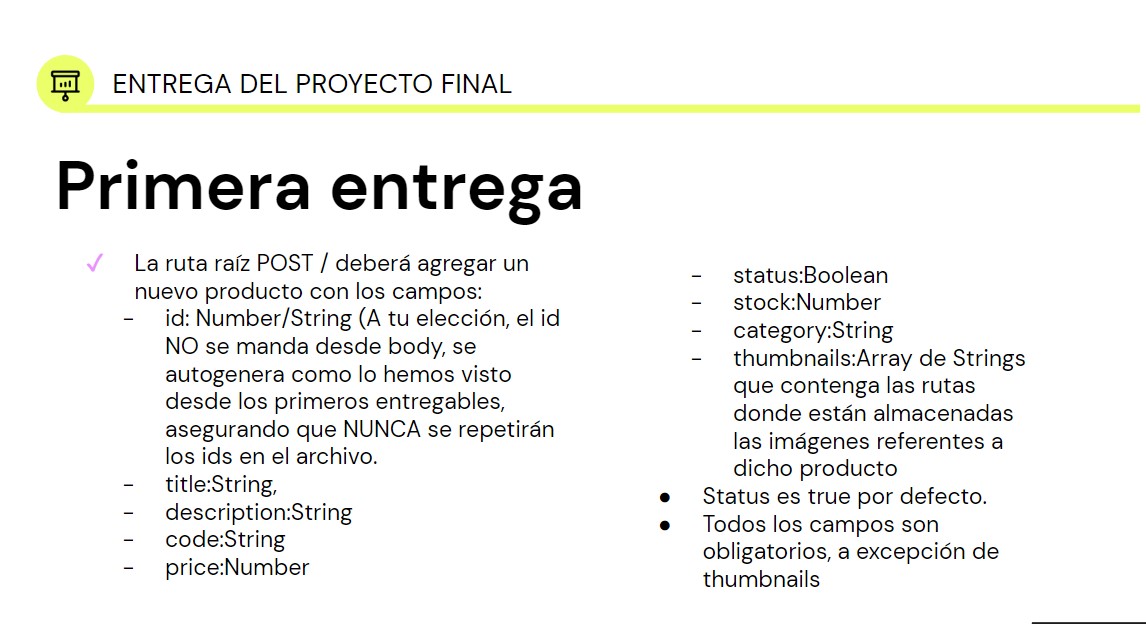 ENTREGA DEL PROYECTO FINAL
Primera entrega
✓ La ruta raíz POST / deberá agregar un
nuevo producto con los campos:
- id: Number/String (A tu elección, el id
NO se manda desde body, se
autogenera como lo hemos visto
desde los primeros entregables,
asegurando que NUNCA se repetirán
los ids en el archivo.
- title:String,
- description:String
- code:String
- price:Number
- status:Boolean
- stock:Number
- category:String
- thumbnails:Array de Strings
que contenga las rutas
donde están almacenadas
las imágenes referentes a
dicho producto
● Status es true por defecto.
● Todos los campos son
obligatorios, a excepción de
thumbnails